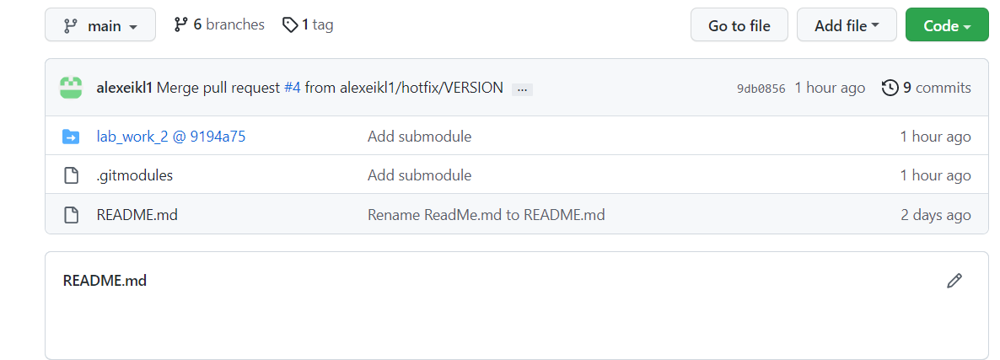 main 6 branches 1 tag Go to file Add file Code
alexeikl1 Merge pull request #4 from alexeikl1/hotfix/VERSION ... 9db0856 1 hour ago 9 commits
lab_work_2 @ 9194a75 Add submodule 1 hour ago
.gitmodules Add submodule 1 hour ago
README.md Rename ReadMe.md to README.md 2 days ago
README.md